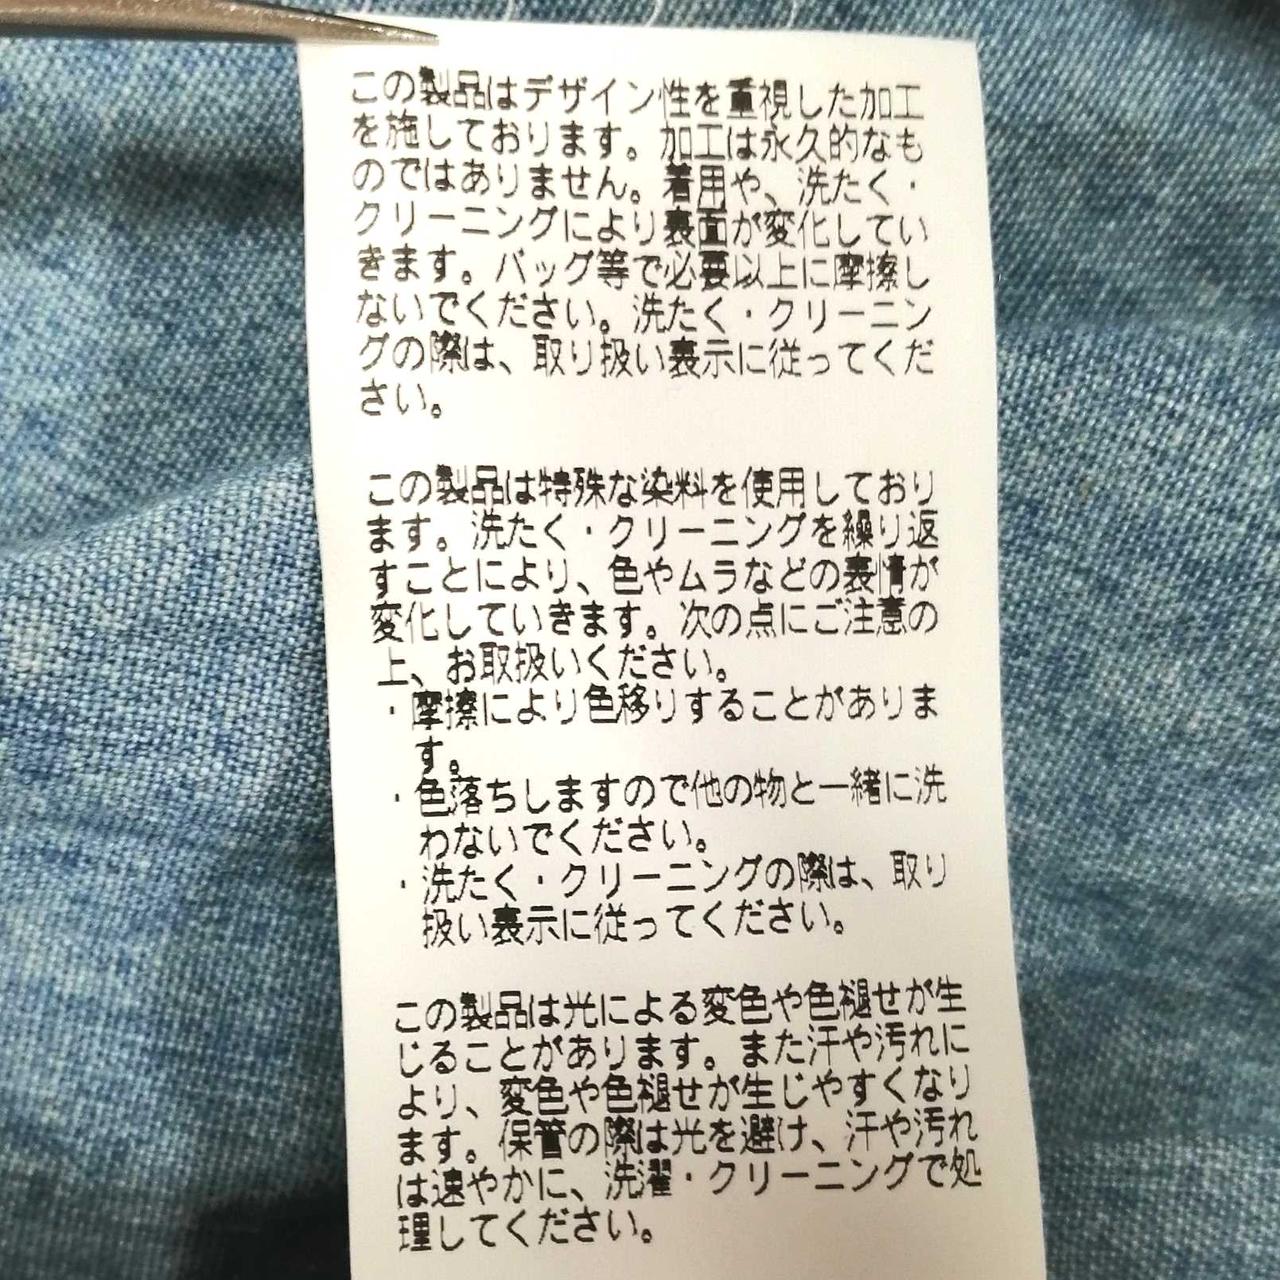 この製品はデザイン性を重視した加工
を施しております。加工は永久的なも
のではありません。着用や、洗たく・
クリーニングにより裏面が変化してい
きます。バッグ等で必要以上に摩擦し
ないでください。洗たく・クリーニン
グの際は、取り扱い表示に従ってくだ
さい。
この製品は特殊な染料を使用しており
ます。洗たく・クリーニングを繰り返
すことにより、色やムラなどの表情が
変化していきます。次の点にご注意の
上、お取扱いください。
・摩擦により色移りすることがありま
す。
・色落ちしますので他の物と一緒に洗
わないでください。
・洗たく・クリーニングの際は、取り
扱い表示に従ってください。
この製品は光による変色や色褪せが生
じることがあります。また汗や汚れに
より、変色や色褪せが生じやすくなり
ます。保管の際は光を避け、汗や汚れ
は速やかに、洗濯・クリーニングで処
理してください。